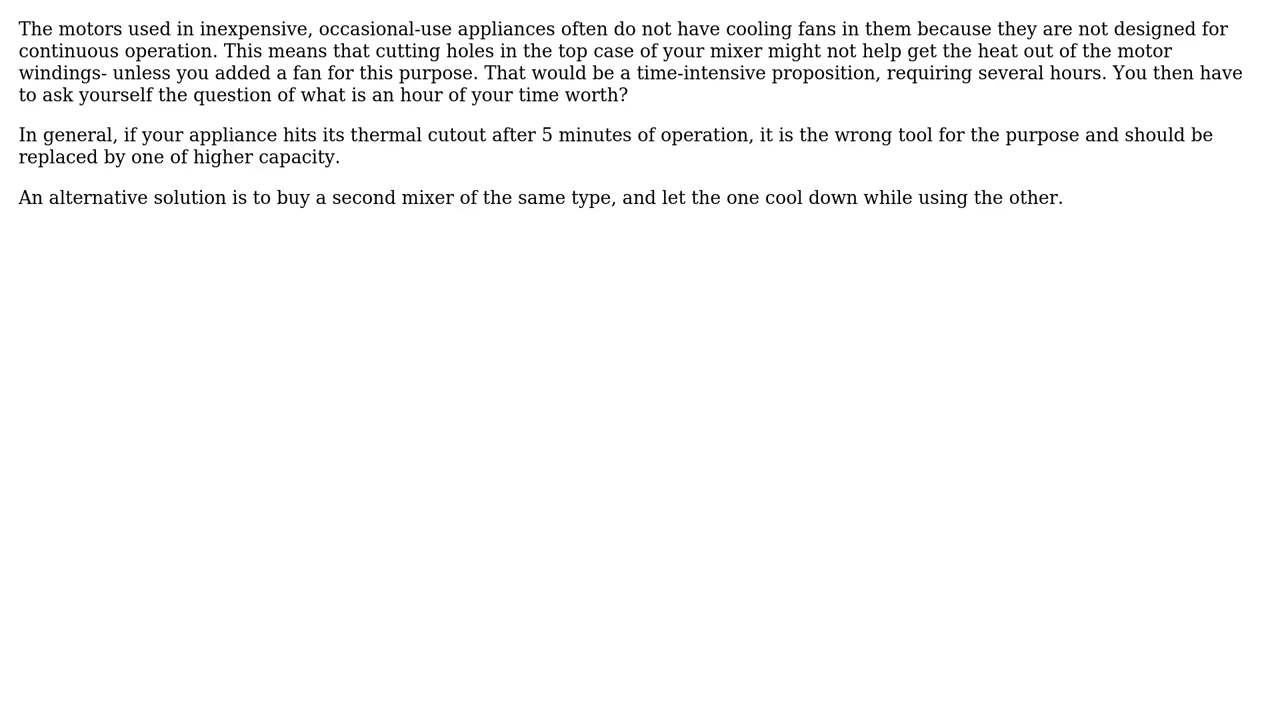 The motors used in inexpensive, occasional-use appliances often do not have cooling fans in them because they are not designed for
continuous operation. This means that cutting holes in the top case of your mixer might not help get the heat out of the motor
windings- unless you added a fan for this purpose. That would be a time-intensive proposition, requiring several hours. You then have
to ask yourself the question of what is an hour of your time worth?
In general, if your appliance hits its thermal cutout after 5 minutes of operation, it is the wrong tool for the purpose and should be
replaced by one of higher capacity.
An alternative solution is to buy a second mixer of the same type, and let the one cool down while using the other.